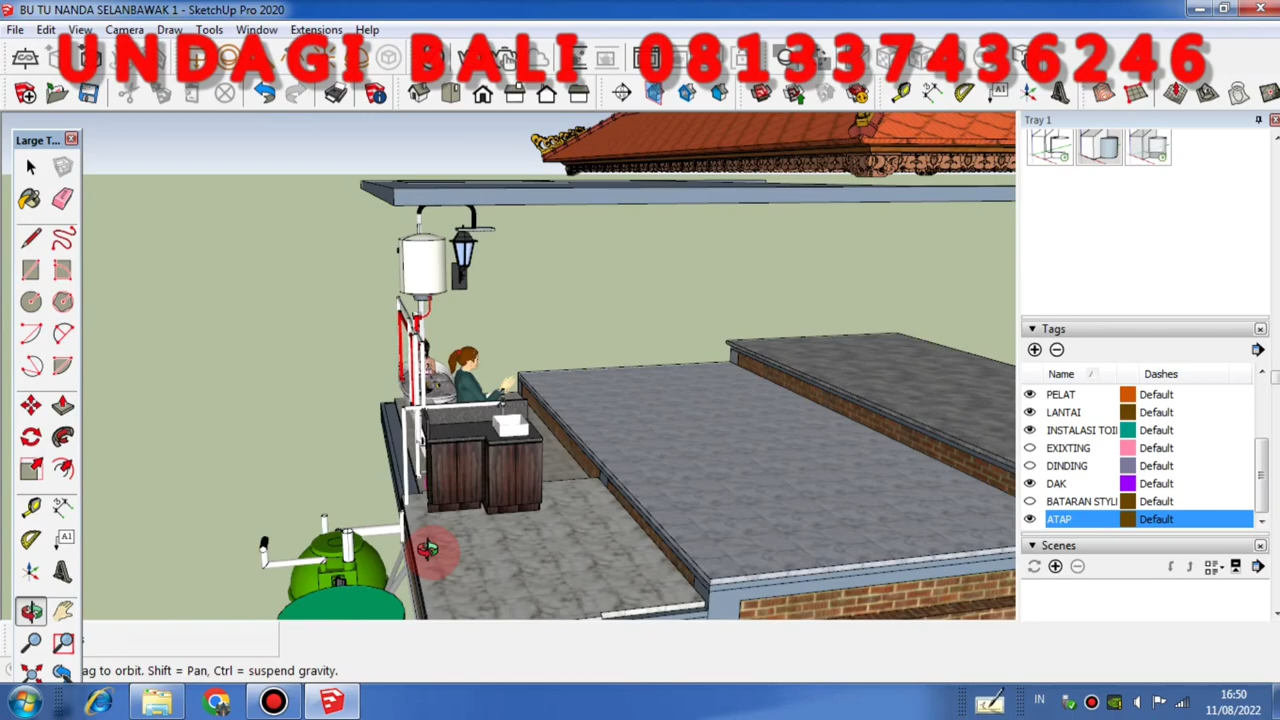 BU TU NANDA SELANBAWAK 1 - SketchUp Pro 2020
File Edit View Camera Draw Tools Window Extensions Help
UNDAGI BALI 081337436246
Large T...
Tray 1
Tags
Name Dashes
PELAT Default
LANTAI Default
INSTALASI TOII Default
EXIXTING Default
DINDING Default
DAK Default
BATARAN STYLI Default
ATAP Default
Scenes
ag to orbit. Shift = Pan, Ctrl = suspend gravity.
IN
16:50
11/08/2022